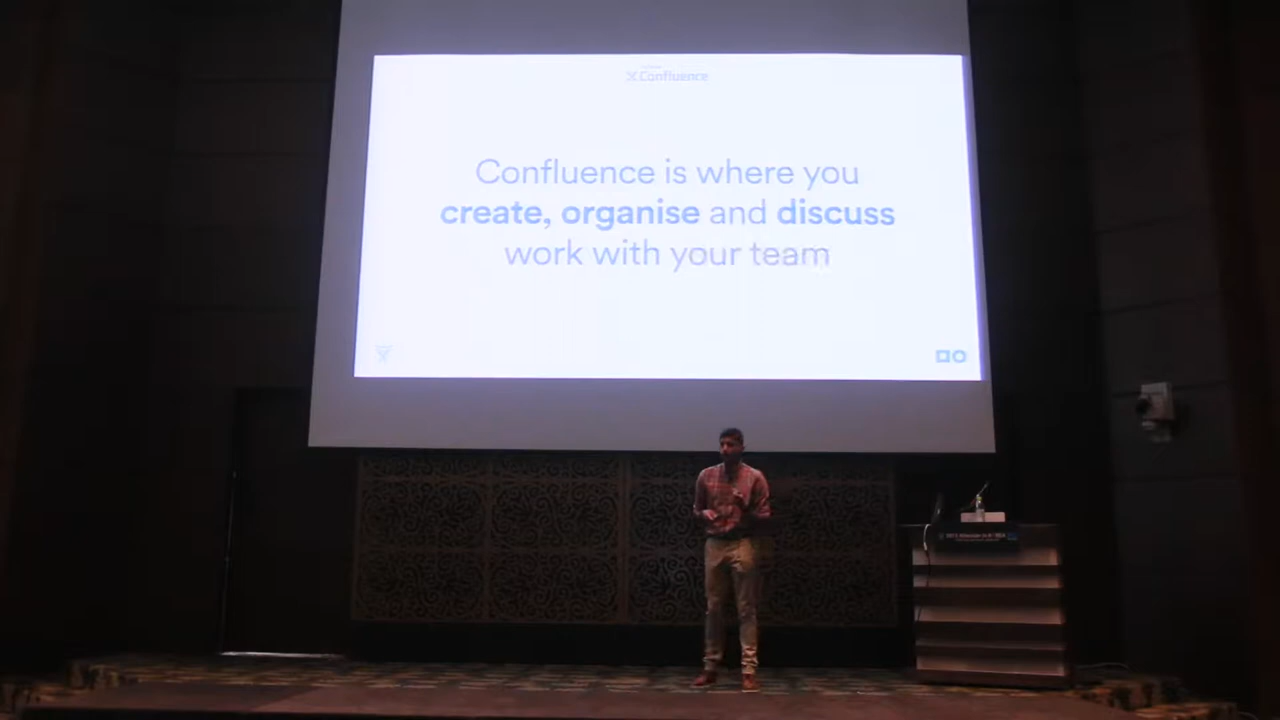 Confluence
Confluence is where you
create, organise and discuss
work with your team